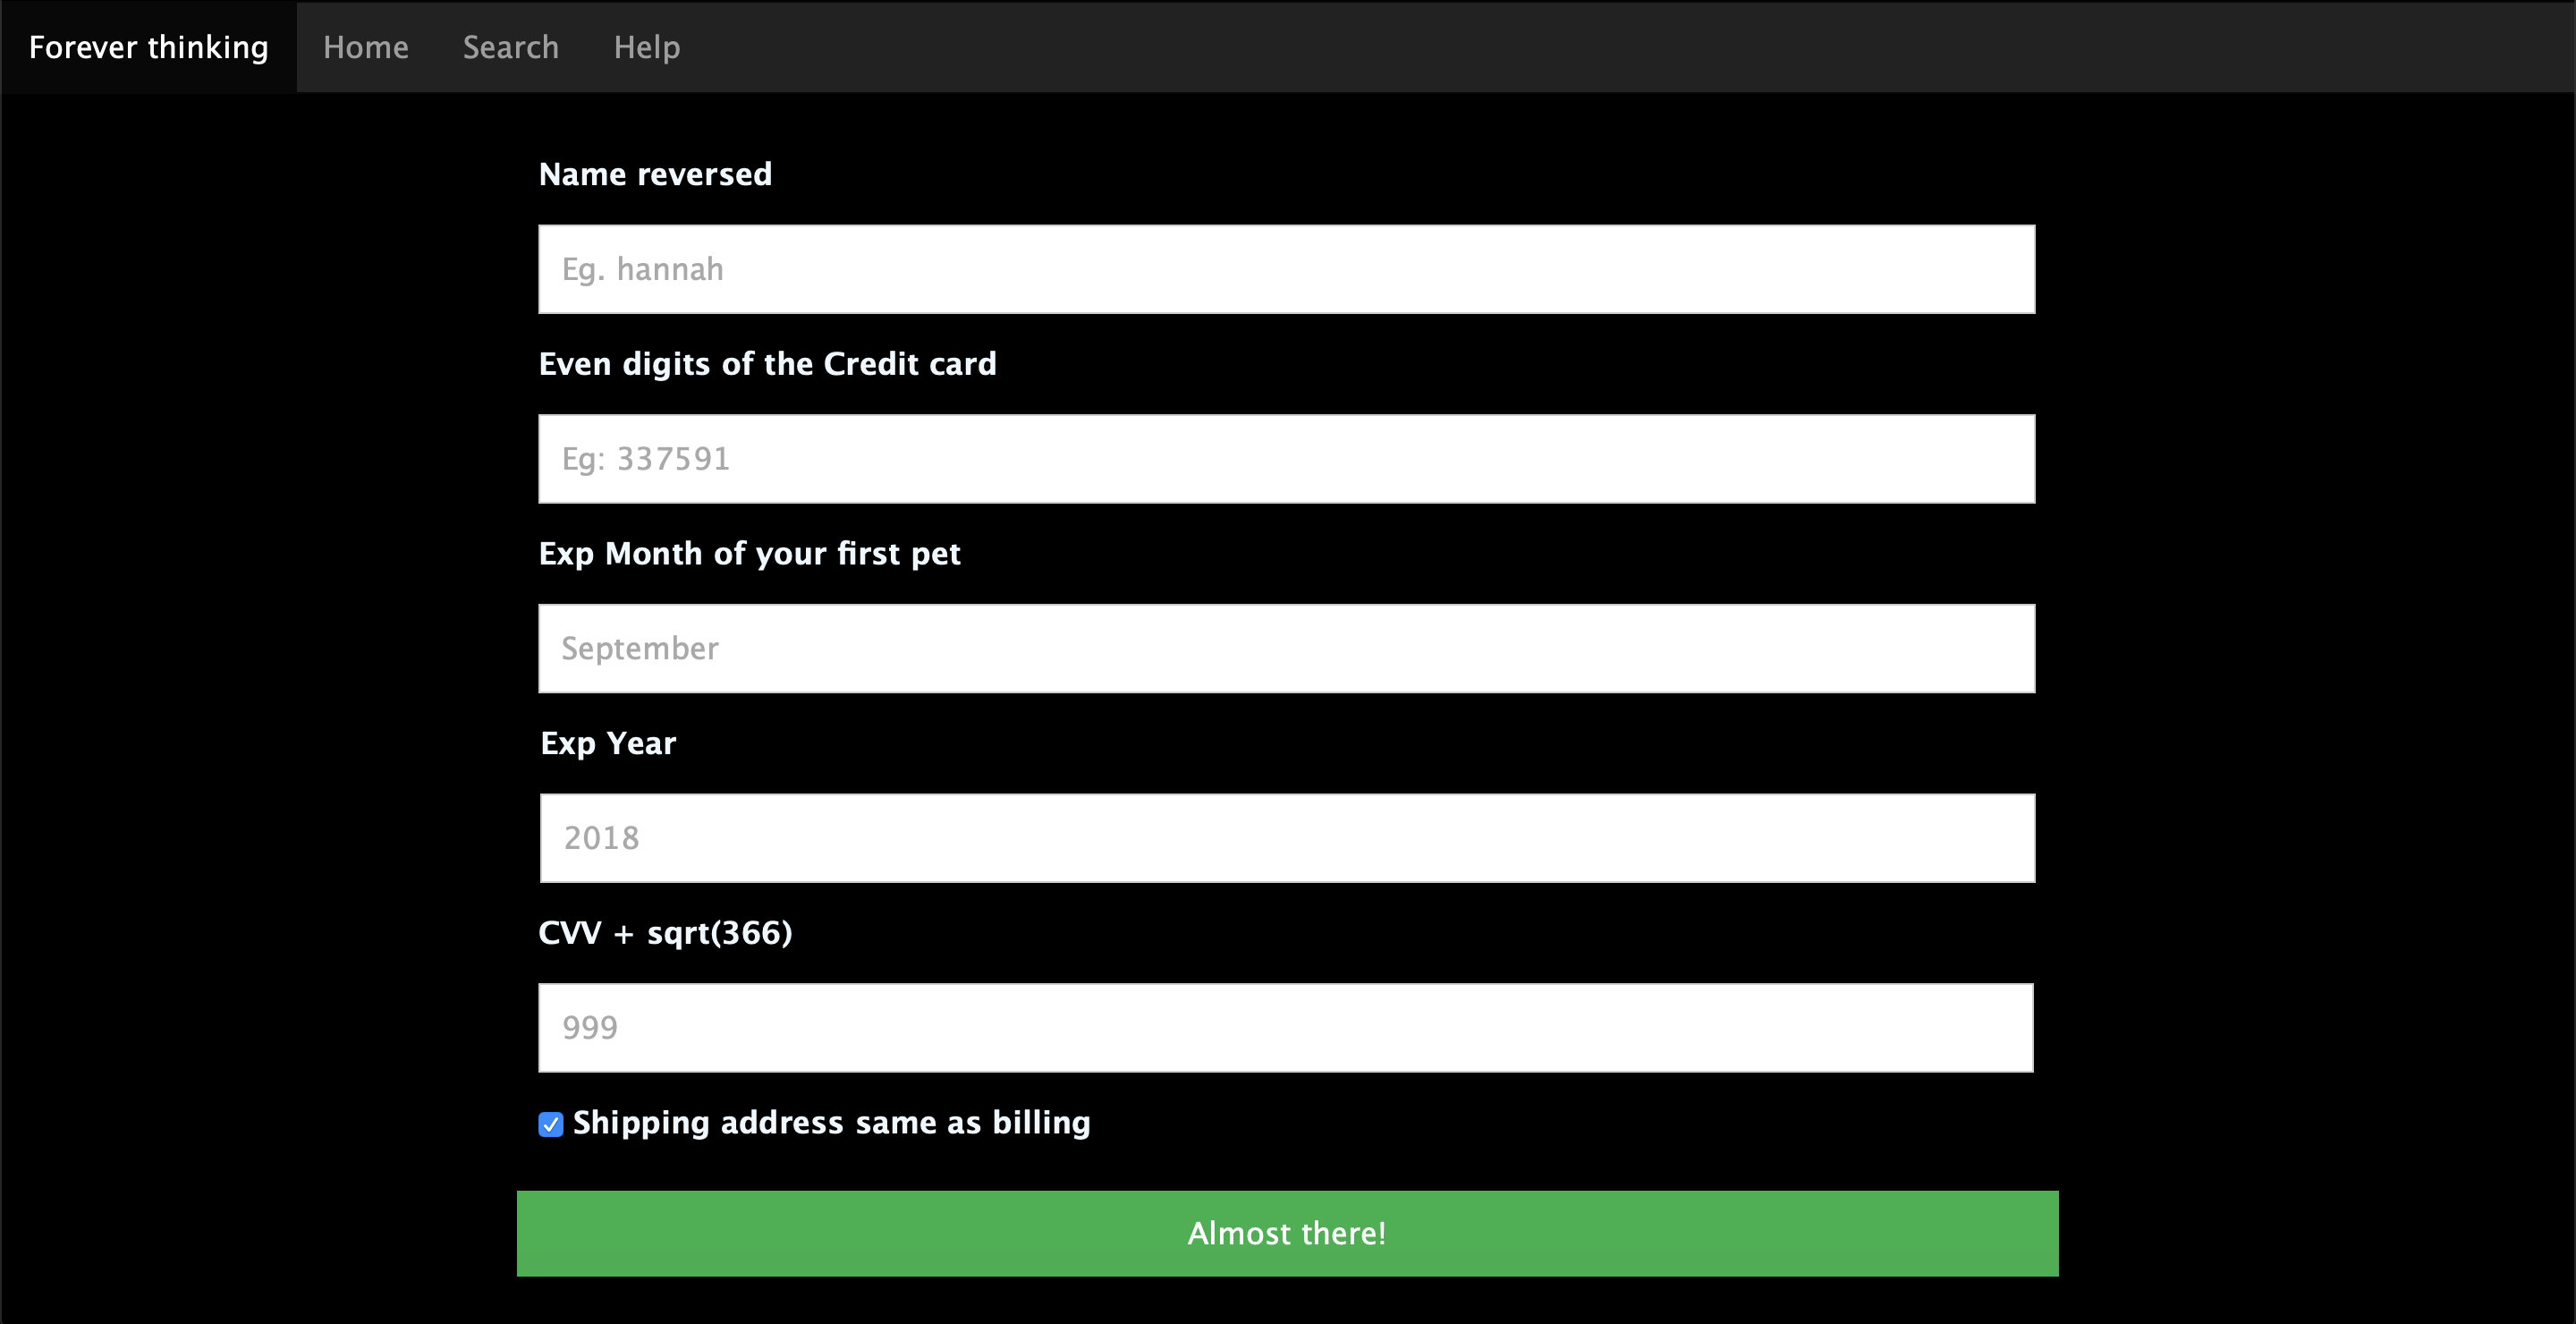 Forever thinking Home Search Help
Name reversed
Eg. hannah
Even digits of the Credit card
Eg: 337591
Exp Month of your first pet
September
Exp Year
2018
CVV + sqrt(366)
999
Shipping address same as billing
Almost there!